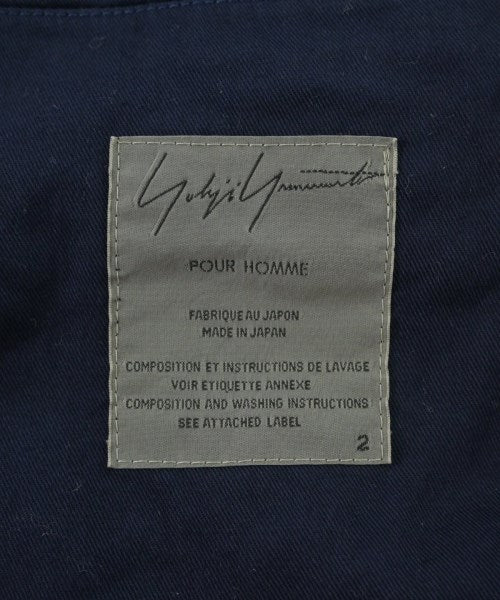 Yohji Yamamoto
POUR HOMME
FABRIQUE AU JAPON
MADE IN JAPAN
COMPOSITION ET INSTRUCTIONS DE LAVAGE
VOIR ETIQUETTE ANNEXE
COMPOSITION AND WASHING INSTRUCTIONS
SEE ATTACHED LABEL
2